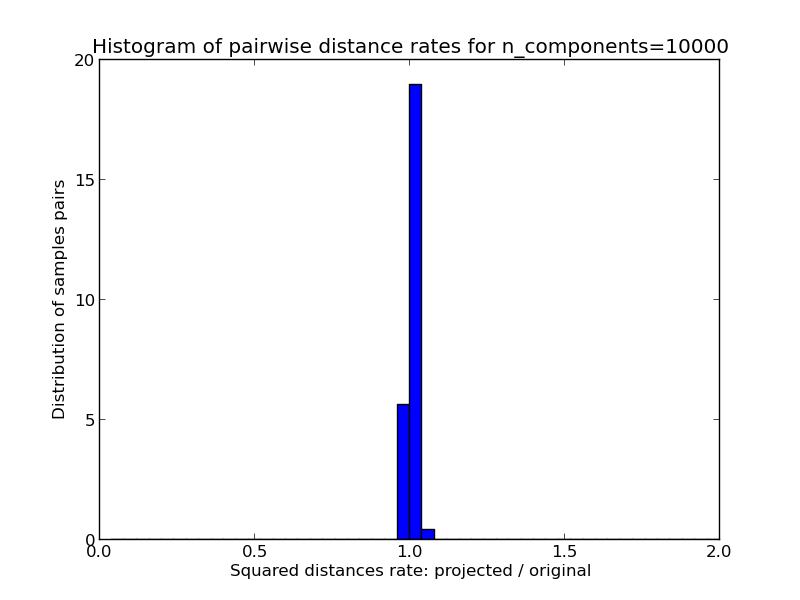 Histogram of pairwise distance rates for n_components=10000
20
15
10
5
0
Distribution of samples pairs
0.0 0.5 1.0 1.5 2.0
Squared distances rate: projected / original